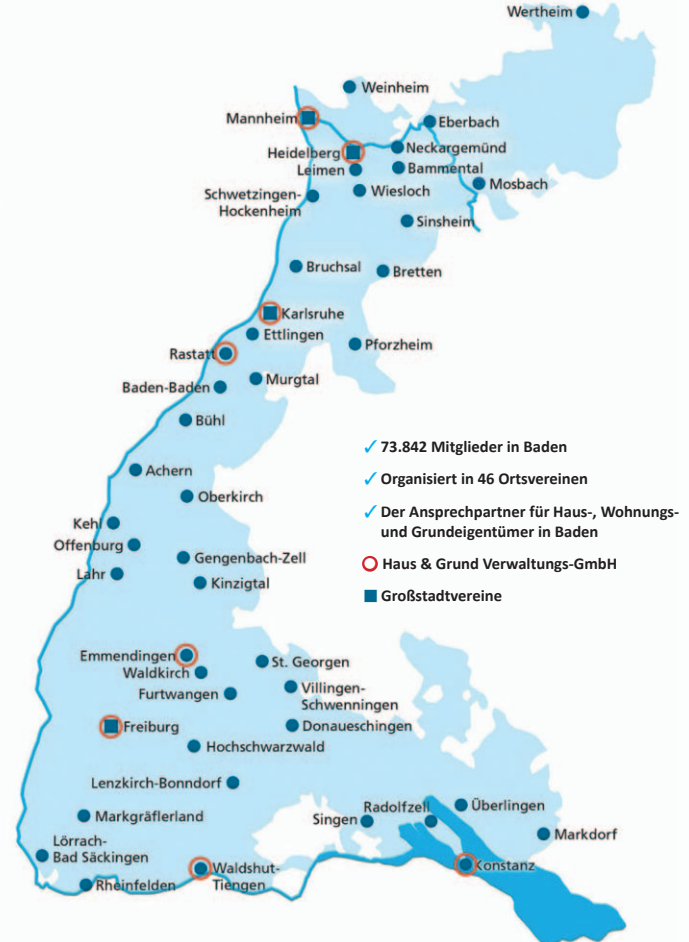 Wertheim
Weinheim
Mannheim
Eberbach
Heidelberg
Neckargemünd
Leimen
Bammental
Mosbach
Wiesloch
Schwetzingen-
Hockenheim
Sinsheim
Bruchsal
Bretten
Karlsruhe
Ettlingen
Pforzheim
Rastatt
Murgtal
Baden-Baden
Bühl
✓ 73.842 Mitglieder in Baden
Achern
✓ Organisiert in 46 Ortsvereinen
Oberkirch
✓ Der Ansprechpartner für Haus-, Wohnungs-
und Grundeigentümer in Baden
Kehl
Offenburg
Gengenbach-Zell
Haus & Grund Verwaltungs-GmbH
Lahr
Kinzigtal
Großstadtvereine
Emmendingen
St. Georgen
Waldkirch
Villingen-
Schwenningen
Furtwangen
Freiburg
Donaueschingen
Hochschwarzwald
Lenzkirch-Bonndorf
Radolfzell
Überlingen
Markgräflerland
Singen
Markdorf
Lörrach-
Bad Säckingen
Konstanz
Waldshut-
Tiengen
Rheinfelden